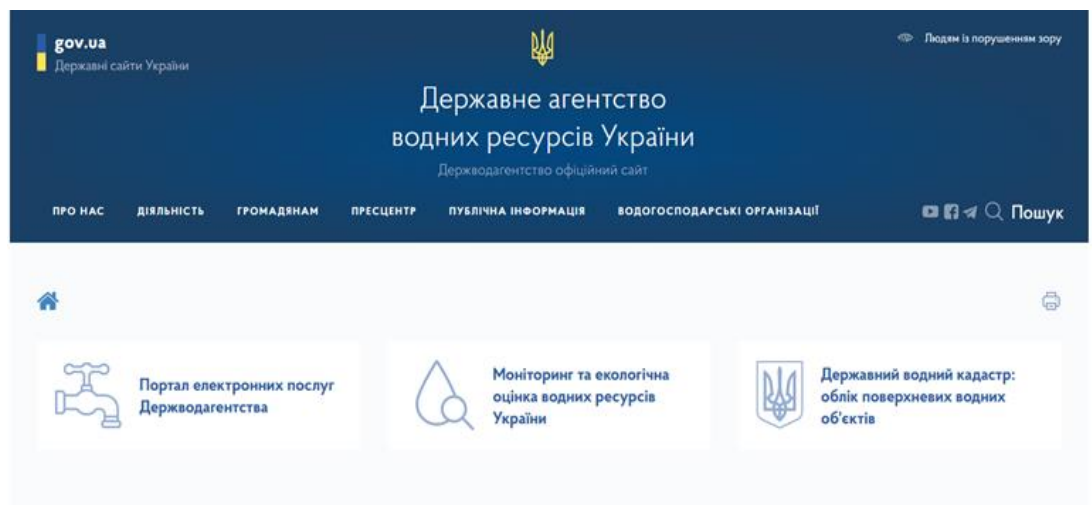 gov.ua
Державні сайти України
Людям із порушенням зору
Державне агентство
водних ресурсів України
Держводагентство офіційний сайт
ПРО НАС ДІЯЛЬНІСТЬ ГРОМАДЯНАМ ПРЕСЦЕНТР ПУБЛІЧНА ІНФОРМАЦІЯ ВОДОГОСПОДАРСЬКІ ОРГАНІЗАЦІЇ Пошук
Портал електронних послуг
Держводагентства
Моніторинг та екологічна
оцінка водних ресурсів
України
Державний водний кадастр:
облік поверхневих водних
об'єктів